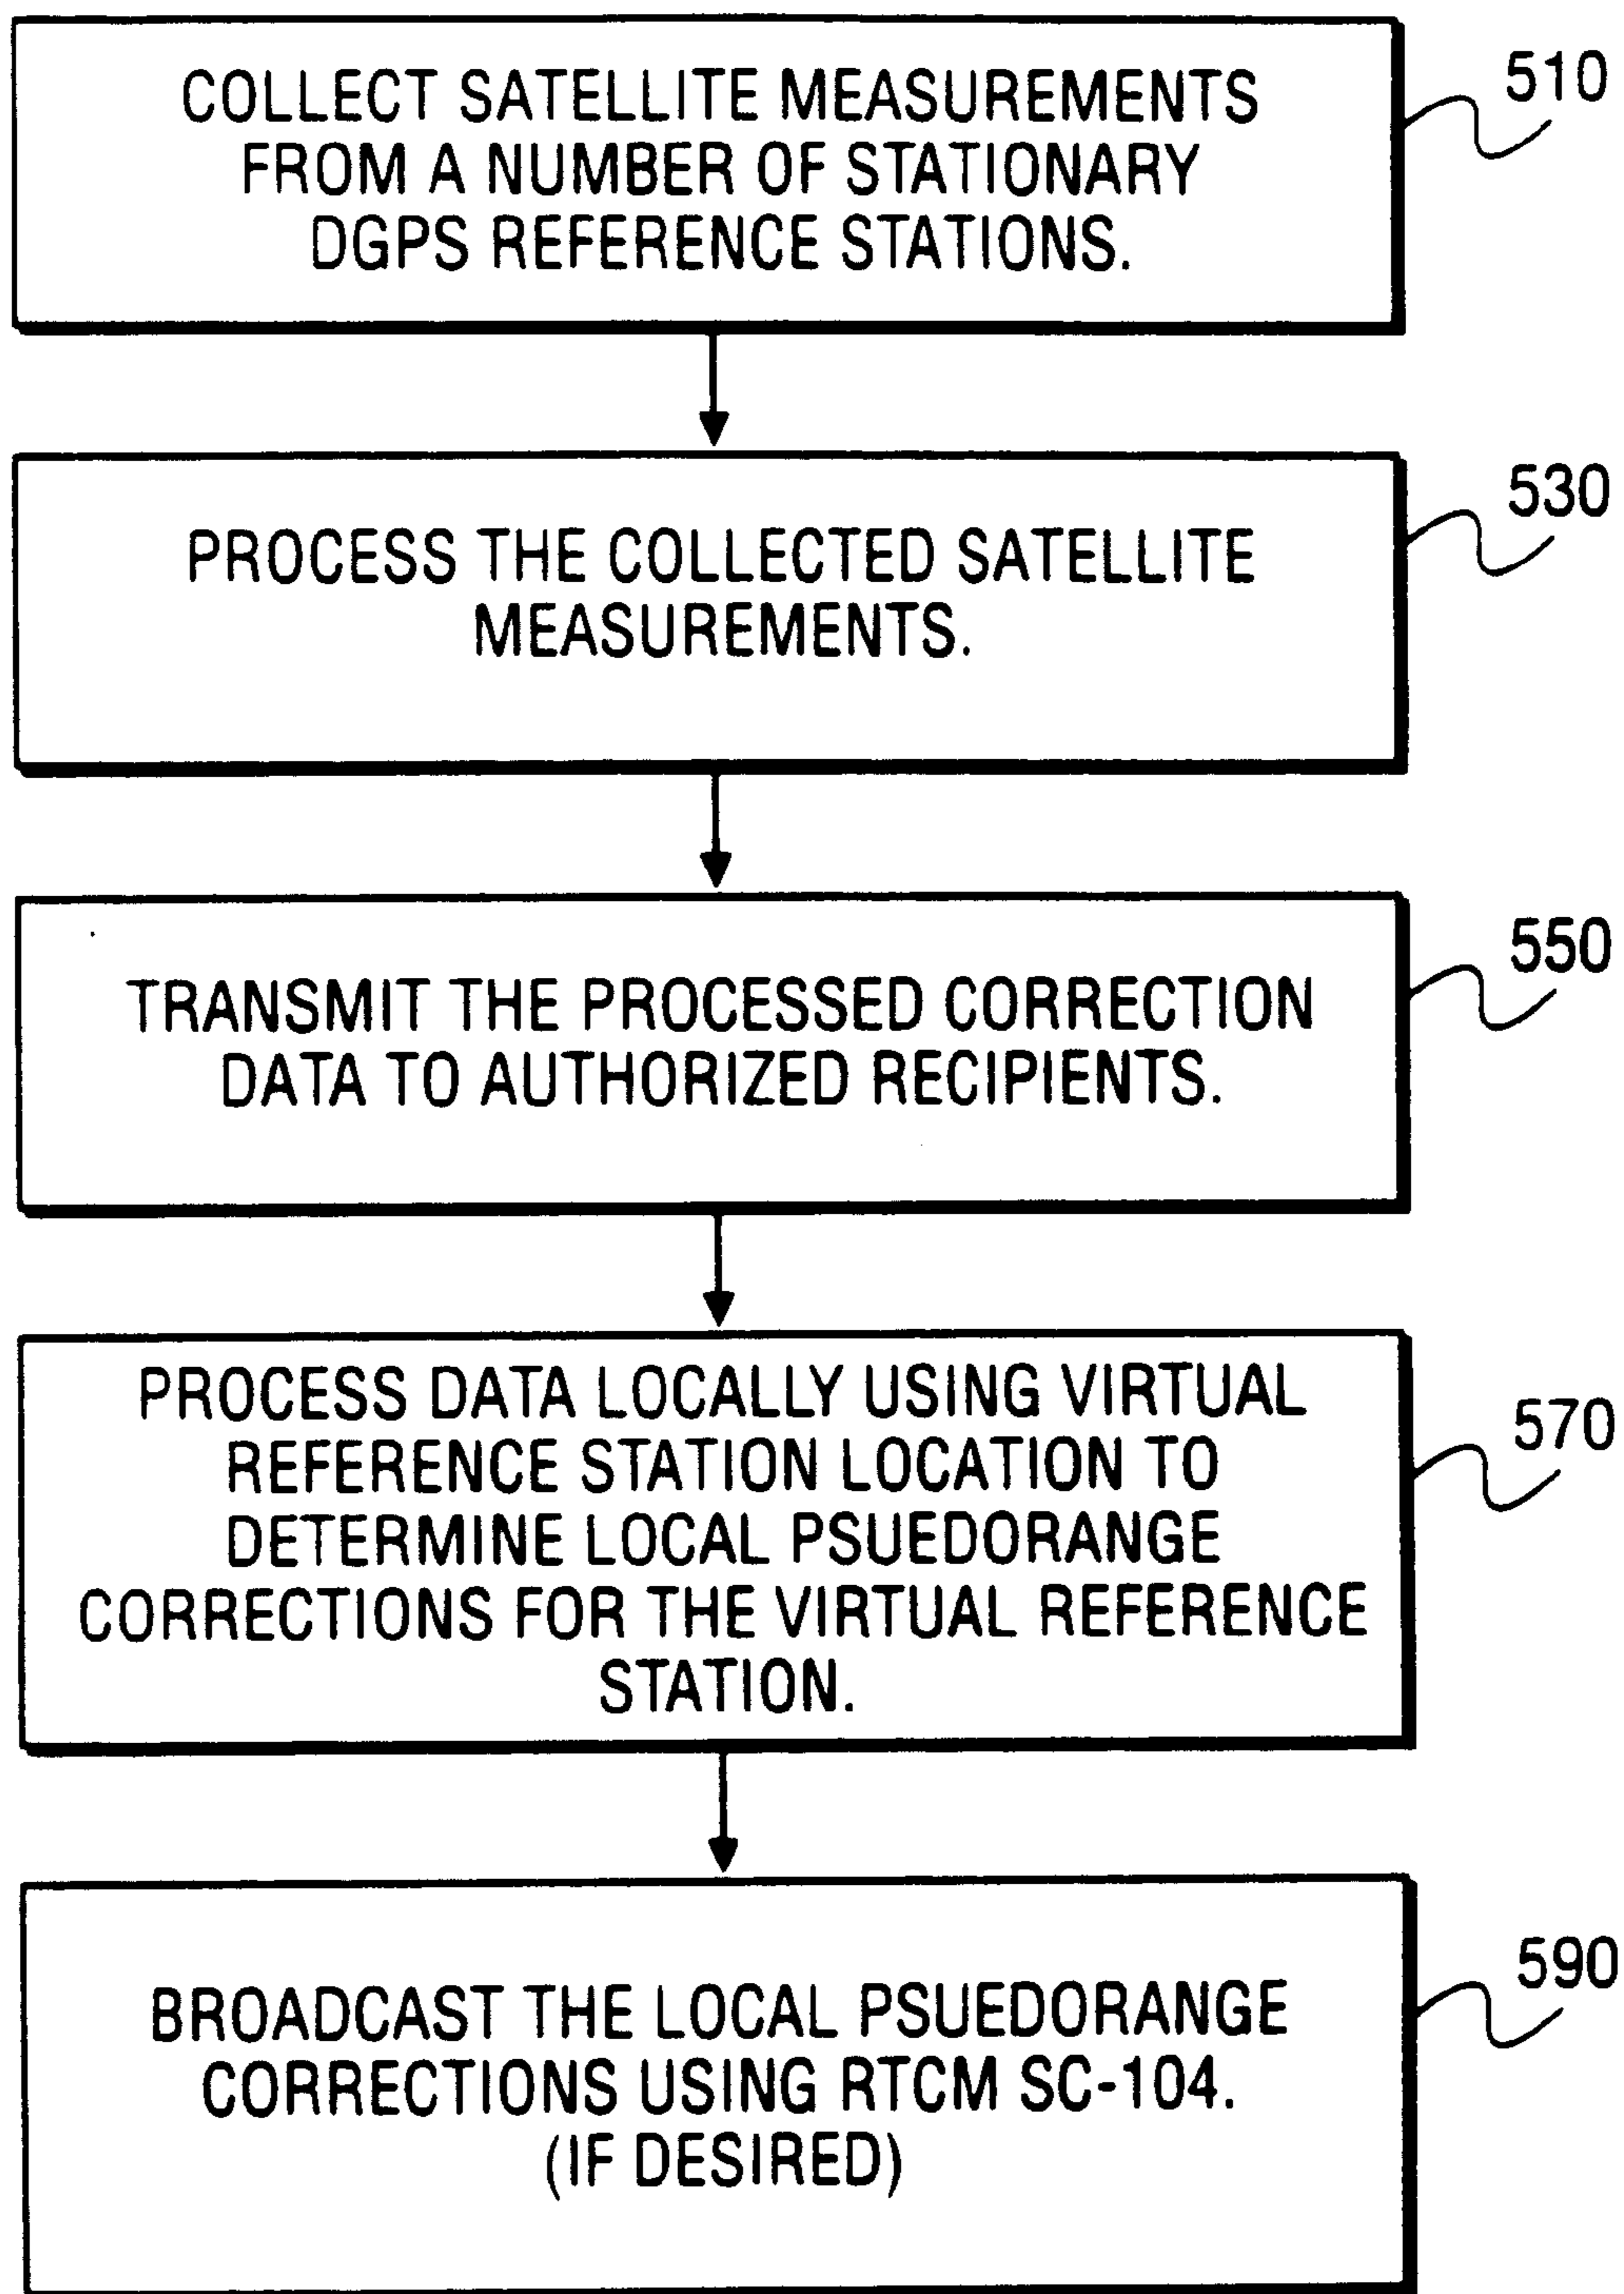 COLLECT SATELLITE MEASUREMENTS
FROM A NUMBER OF STATIONARY
DGPS REFERENCE STATIONS.
510
PROCESS THE COLLECTED SATELLITE
MEASUREMENTS.
530
TRANSMIT THE PROCESSED CORRECTION
DATA TO AUTHORIZED RECIPIENTS.
550
PROCESS DATA LOCALLY USING VIRTUAL
REFERENCE STATION LOCATION TO
DETERMINE LOCAL PSUEDORANGE
CORRECTIONS FOR THE VIRTUAL REFERENCE
STATION.
570
BROADCAST THE LOCAL PSUEDORANGE
CORRECTIONS USING RTCM SC-104.
(IF DESIRED)
590